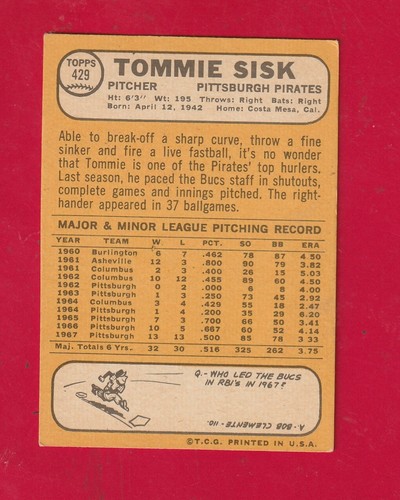 TOPPS
429
TOMMIE SISK
PITCHER PITTSBURGH PIRATES
Ht: 6'3" Wt: 195 Throws: Right Bats: Right
Born: April 12, 1942 Home: Costa Mesa, Cal.
Able to break-off a sharp curve, throw a fine
sinker and fire a live fastball, it's no wonder
that Tommie is one of the Pirates' top hurlers.
Last season, he paced the Bucs staff in shutouts,
complete games and innings pitched. The right-
hander appeared in 37 ballgames.
MAJOR & MINOR LEAGUE PITCHING RECORD
YEAR TEAM W L PCT. SO BB ERA
1960 Burlington 6 7 .462 78 87 4.50
1961 Asheville 12 3 .800 90 79 3.82
1961 Columbus 2 3 .400 26 15 5.03
1962 Columbus 10 12 .455 89 60 4.50
1962 Pittsburgh 0 2 .000 6 8 4.00
1963 Pittsburgh 1 3 .250 73 45 2.92
1964 Columbus 3 4 .429 55 18 2.47
1964 Pittsburgh 1 4 .200 35 29 6.20
1965 Pittsburgh 7 3 .700 66 50 3.41
1966 Pittsburgh 10 5 .667 60 52 4.14
1967 Pittsburgh 13 13 .500 85 78 3.33
Maj. Totals 6 Yrs. 32 30 .516 325 262 3.75
Q.- WHO LED THE BUCS
IN RBI'S IN 1967?
A- BOB CLEMENTE - 110.
©T.C.G. PRINTED IN U.S.A.